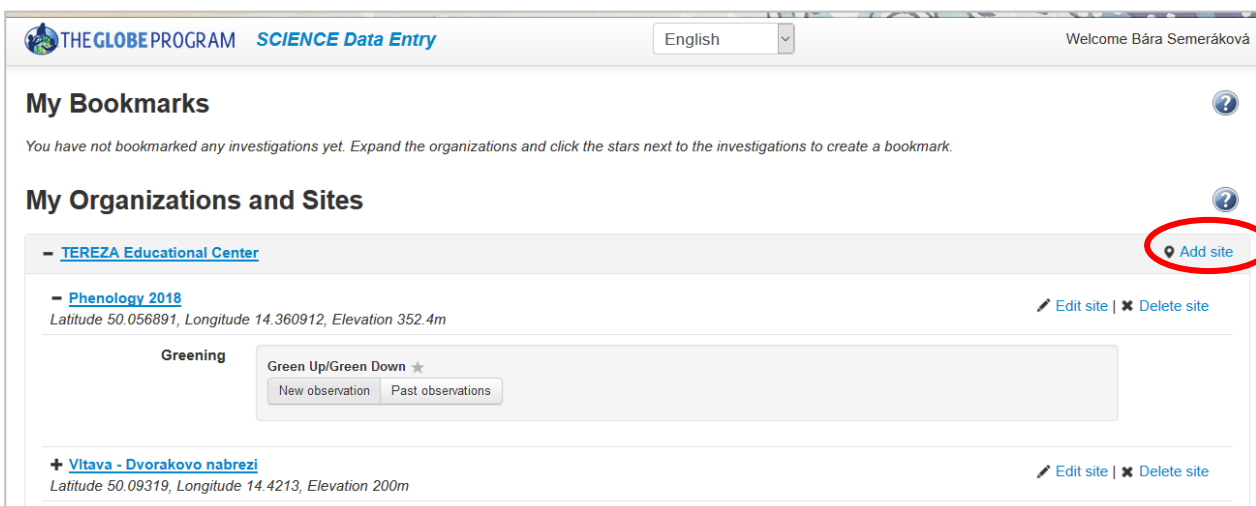 THE GLOBE PROGRAM SCIENCE Data Entry English Welcome Bára Semeráková
My Bookmarks
You have not bookmarked any investigations yet. Expand the organizations and click the stars next to the investigations to create a bookmark.
My Organizations and Sites
TEREZA Educational Center Add site
Phenology 2018 Edit site | Delete site
Latitude 50.056891, Longitude 14.360912, Elevation 352.4m
Greening
Green Up/Green Down
New observation Past observations
Vltava - Dvorakovo nabrezi Edit site | Delete site
Latitude 50.09319, Longitude 14.4213, Elevation 200m